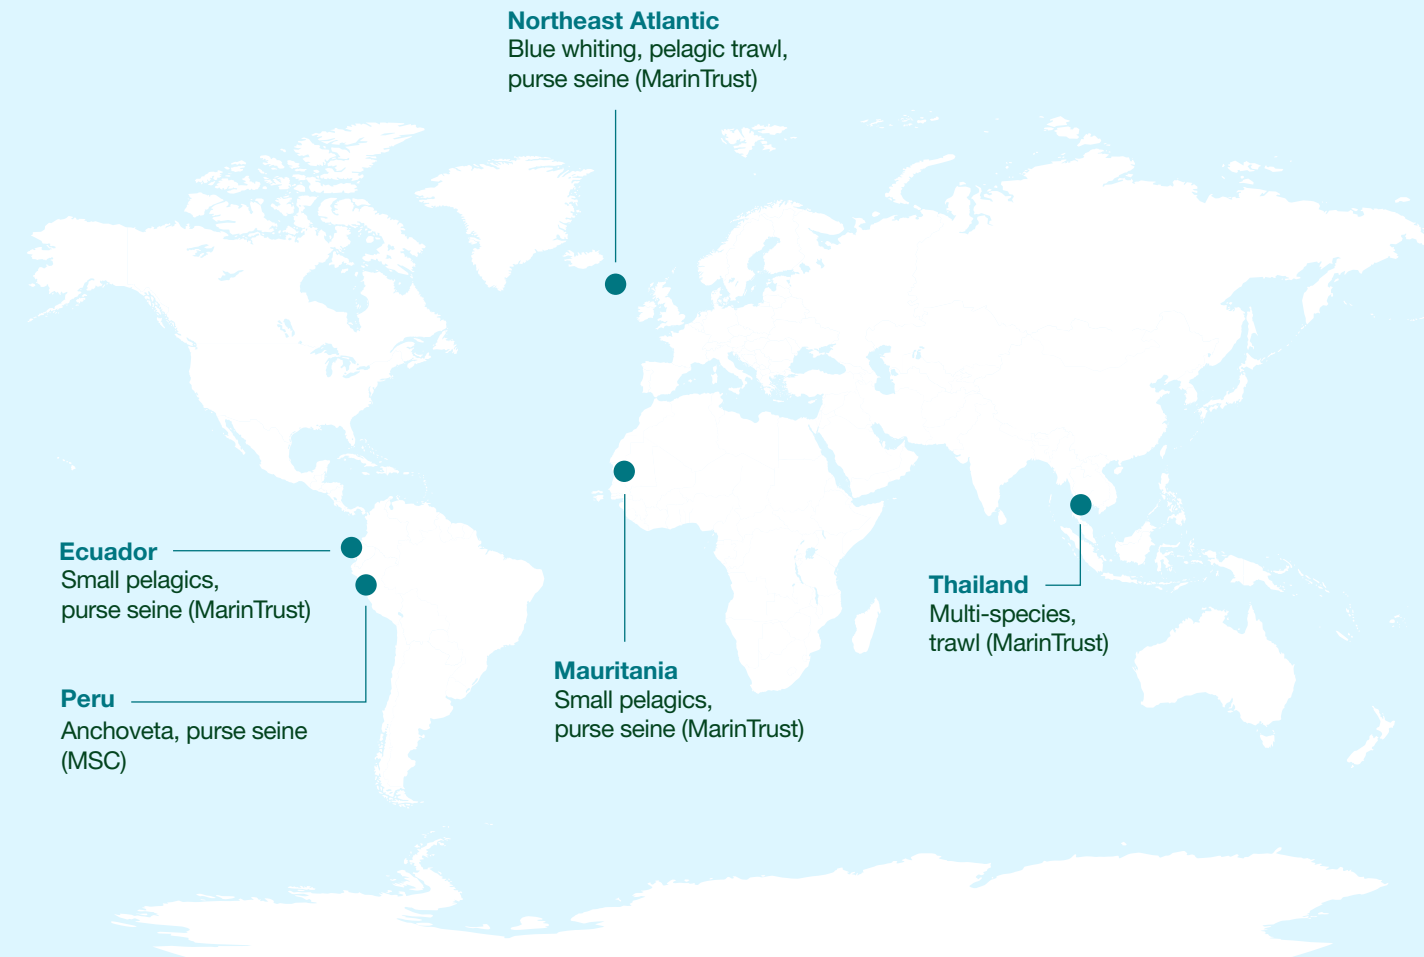 Northeast Atlantic
Blue whiting, pelagic trawl,
purse seine (MarinTrust)
Ecuador
Small pelagics,
purse seine (MarinTrust)
Peru
Anchoveta, purse seine
(MSC)
Mauritania
Small pelagics,
purse seine (MarinTrust)
Thailand
Multi-species,
trawl (MarinTrust)